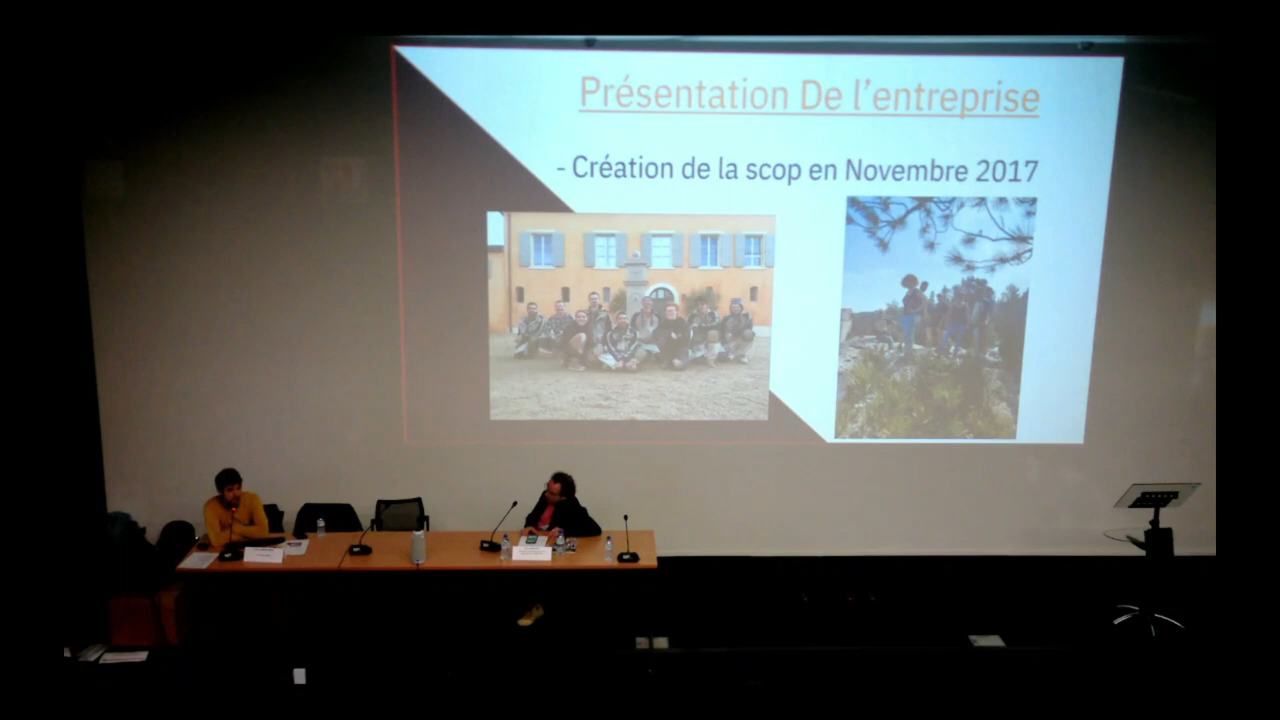 Présentation De l'entreprise
- Création de la scop en Novembre 2017